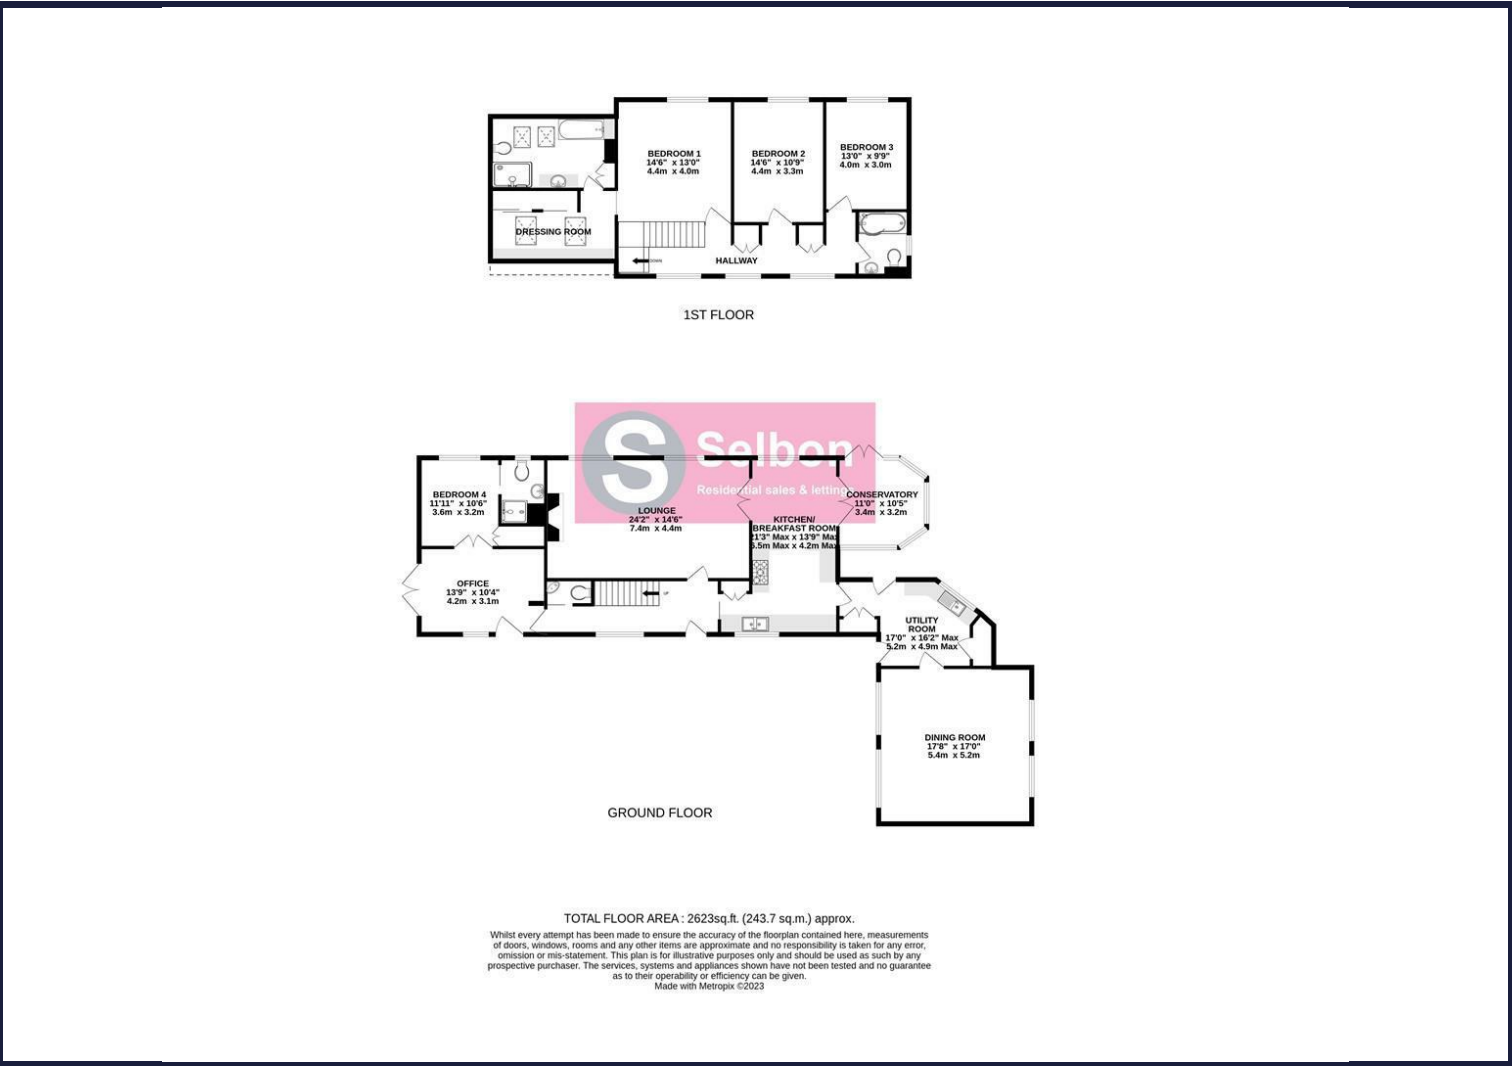 BEDROOM 1
14'6" x 13'0"
4.4m x 4.0m
BEDROOM 2
14'6" x 10'9"
4.4m x 3.3m
BEDROOM 3
13'0" x 9'9"
4.0m x 3.0m
DRESSING ROOM
DOWN
HALLWAY
1ST FLOOR
S
Selbon
Residential sales & lettings
BEDROOM 4
11'11" x 10'6"
3.6m x 3.2m
LOUNGE
24'2" x 14'6"
7.4m x 4.4m
KITCHEN/
BREAKFAST ROOM
21'3" Max x 13'9" Max
6.5m Max x 4.2m Max
CONSERVATORY
11'0" x 10'5"
3.4m x 3.2m
OFFICE
13'9" x 10'4"
4.2m x 3.1m
UP
UTILITY
ROOM
17'0" x 16'2" Max
5.2m x 4.9m Max
DINING ROOM
17'8" x 17'0"
5.4m x 5.2m
GROUND FLOOR
TOTAL FLOOR AREA : 2623sq.ft. (243.7 sq.m.) approx.
Whilst every attempt has been made to ensure the accuracy of the floorplan contained here, measurements
of doors, windows, rooms and any other items are approximate and no responsibility is taken for any error,
omission or mis-statement. This plan is for illustrative purposes only and should be used as such by any
prospective purchaser. The services, systems and appliances shown have not been tested and no guarantee
as to their operability or efficiency can be given.
Made with Metropix ©2023